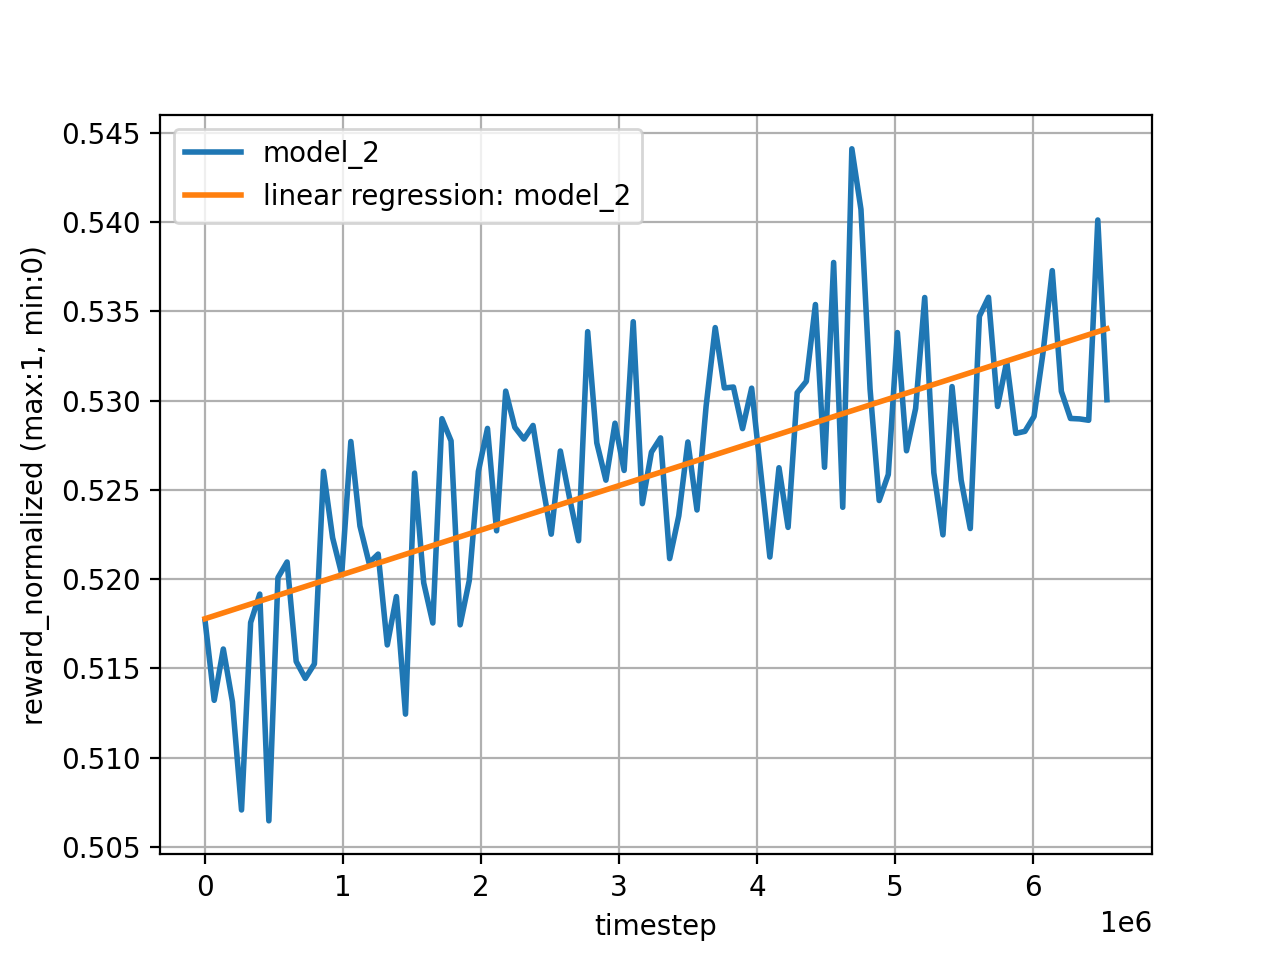 model_2
linear regression: model_2
reward_normalized (max:1, min:0)
0.545
0.540
0.535
0.530
0.525
0.520
0.515
0.510
0.505
0 1 2 3 4 5 6
1e6
timestep